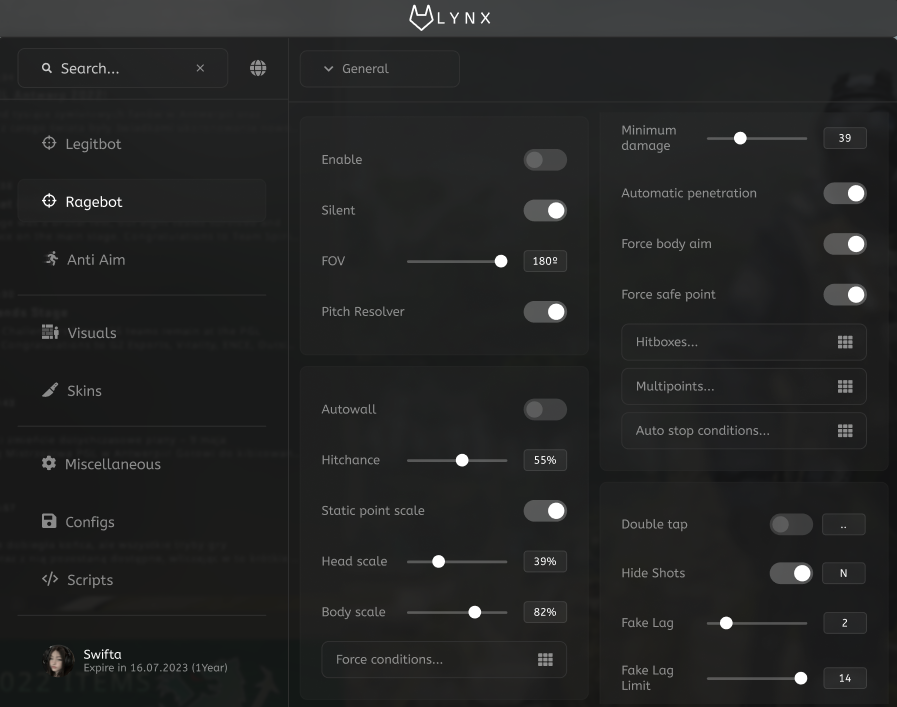 LYNX
Search...
General
Legitbot
Ragebot
Anti Aim
Visuals
Skins
Miscellaneous
Configs
Scripts
Swifta
Expire in 16.07.2023 (1Year)
Enable
Silent
FOV 180º
Pitch Resolver
Autowall
Hitchance 55%
Static point scale
Head scale 39%
Body scale 82%
Force conditions...
Minimum
damage 39
Automatic penetration
Force body aim
Force safe point
Hitboxes...
Multipoints...
Auto stop conditions...
Double tap ..
Hide Shots N
Fake Lag 2
Fake Lag
Limit 14